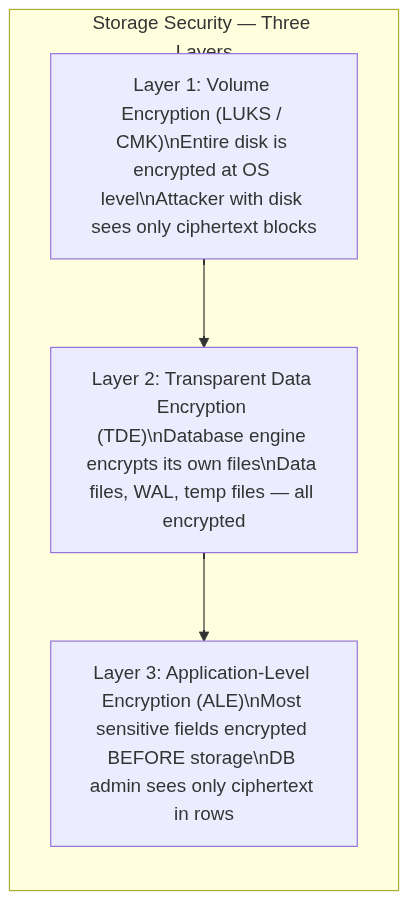 Storage Security — Three
Layers
Layer 1: Volume
Encryption (LUKS /
CMK)\nEntire disk is
encrypted at OS
level\nAttacker with disk
sees only ciphertext blocks
Layer 2: Transparent Data
Encryption
(TDE)\nDatabase engine
encrypts its own files\nData
files, WAL, temp files — all
encrypted
Layer 3: Application-Level
Encryption (ALE)\nMost
sensitive fields encrypted
BEFORE storage\nDB
admin sees only ciphertext
in rows